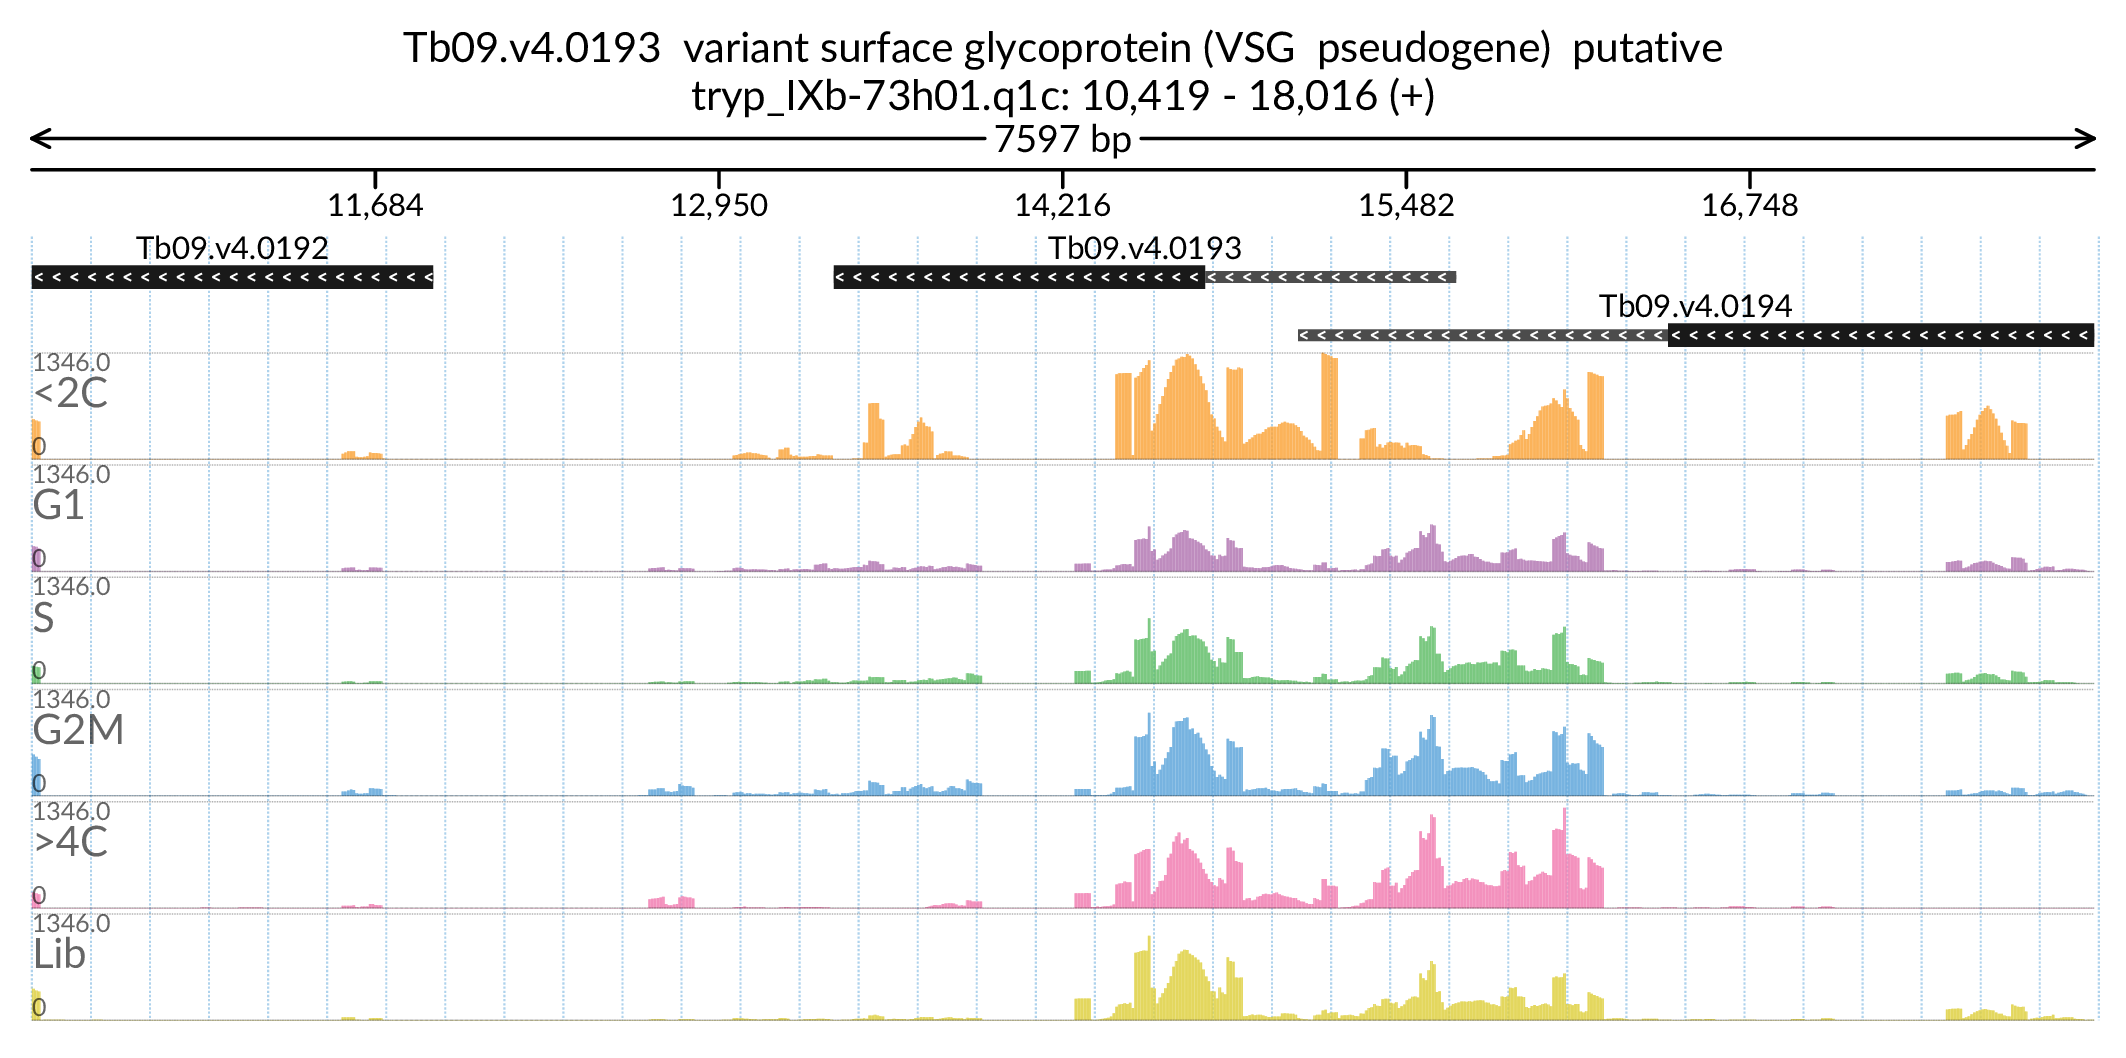 Tb09.v4.0193 variant surface glycoprotein (VSG pseudogene) putative
tryp_IXb-73h01.q1c: 10,419 - 18,016 (+)
7597 bp
11,684 12,950 14,216 15,482 16,748
Tb09.v4.0192 Tb09.v4.0193
Tb09.v4.0194
1346.0
<2C
0
1346.0
G1
0
1346.0
S
0
1346.0
G2M
0
1346.0
>4C
0
1346.0
Lib
0